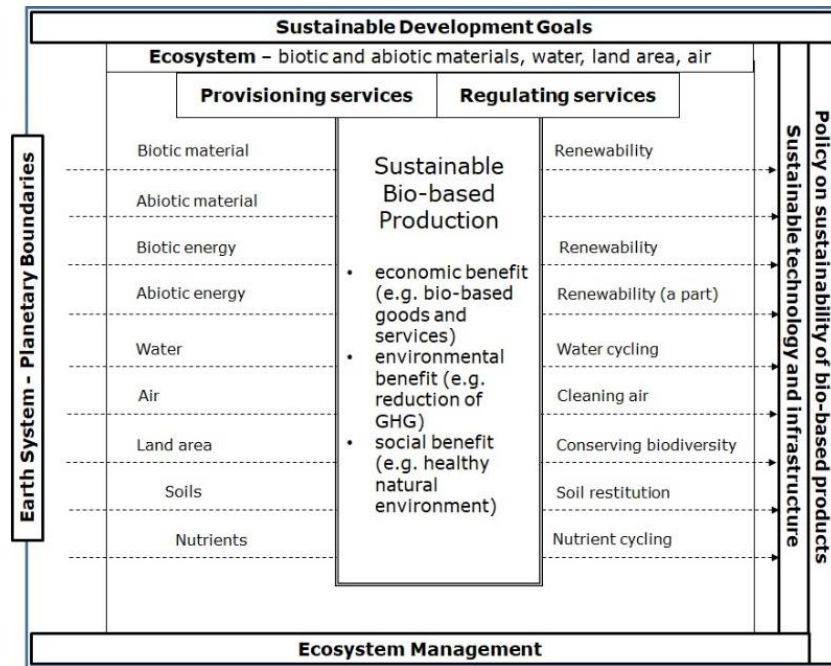 Sustainable Development Goals
Ecosystem – biotic and abiotic materials, water, land area, air
Provisioning services
Regulating services
Earth System – Planetary Boundaries
Biotic material
Abiotic material
Biotic energy
Abiotic energy
Water
Air
Land area
Soils
Nutrients
Sustainable
Bio-based
Production
• economic benefit
(e.g. bio-based
goods and
services)
• environmental
benefit (e.g.
reduction of
GHG)
• social benefit
(e.g. healthy
natural
environment)
Renewability
Renewability
Renewability (a part)
Water cycling
Cleaning air
Conserving biodiversity
Soil restitution
Nutrient cycling
Sustainable technology and infrastructure
Policy on sustainability of bio-based products
Ecosystem Management